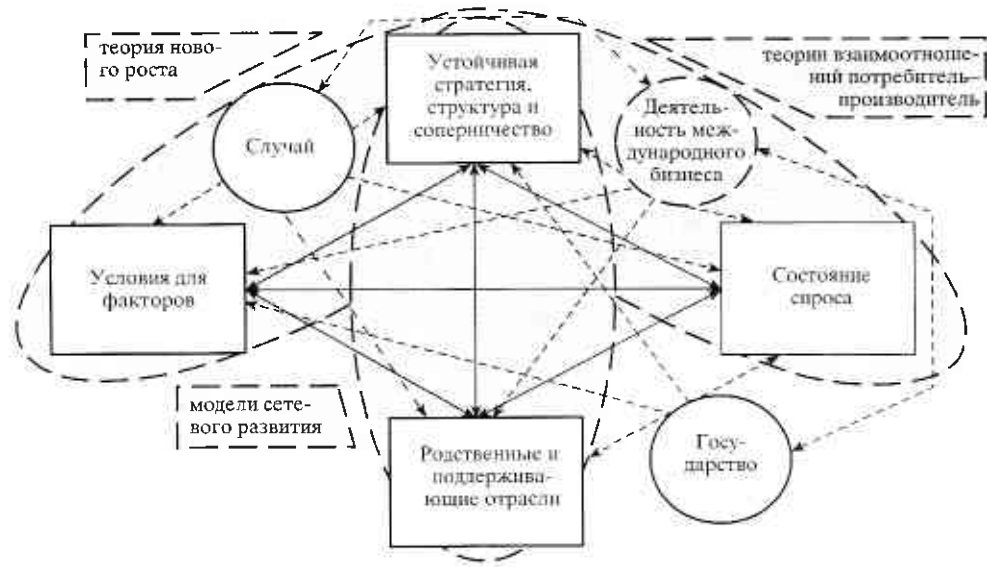 теория ново-
го роста
Устойчивая
стратегия,
структура и
соперничество
теории взаимоотноше-
ний потребитель–
производитель
Случай
Деятель-
ность меж-
дународного
бизнеса
Условия для
факторов
Состояние
спроса
модели сете-
вого развития
Родственные и
поддержива-
ющие отрасли
Госу-
дарство